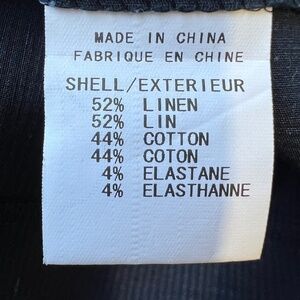 MADE IN CHINA
FABRIQUE EN CHINE
SHELL/EXTERIEUR
52% LINEN
52% LIN
44% COTTON
44% COTON
4% ELASTANE
4% ELASTHANNE